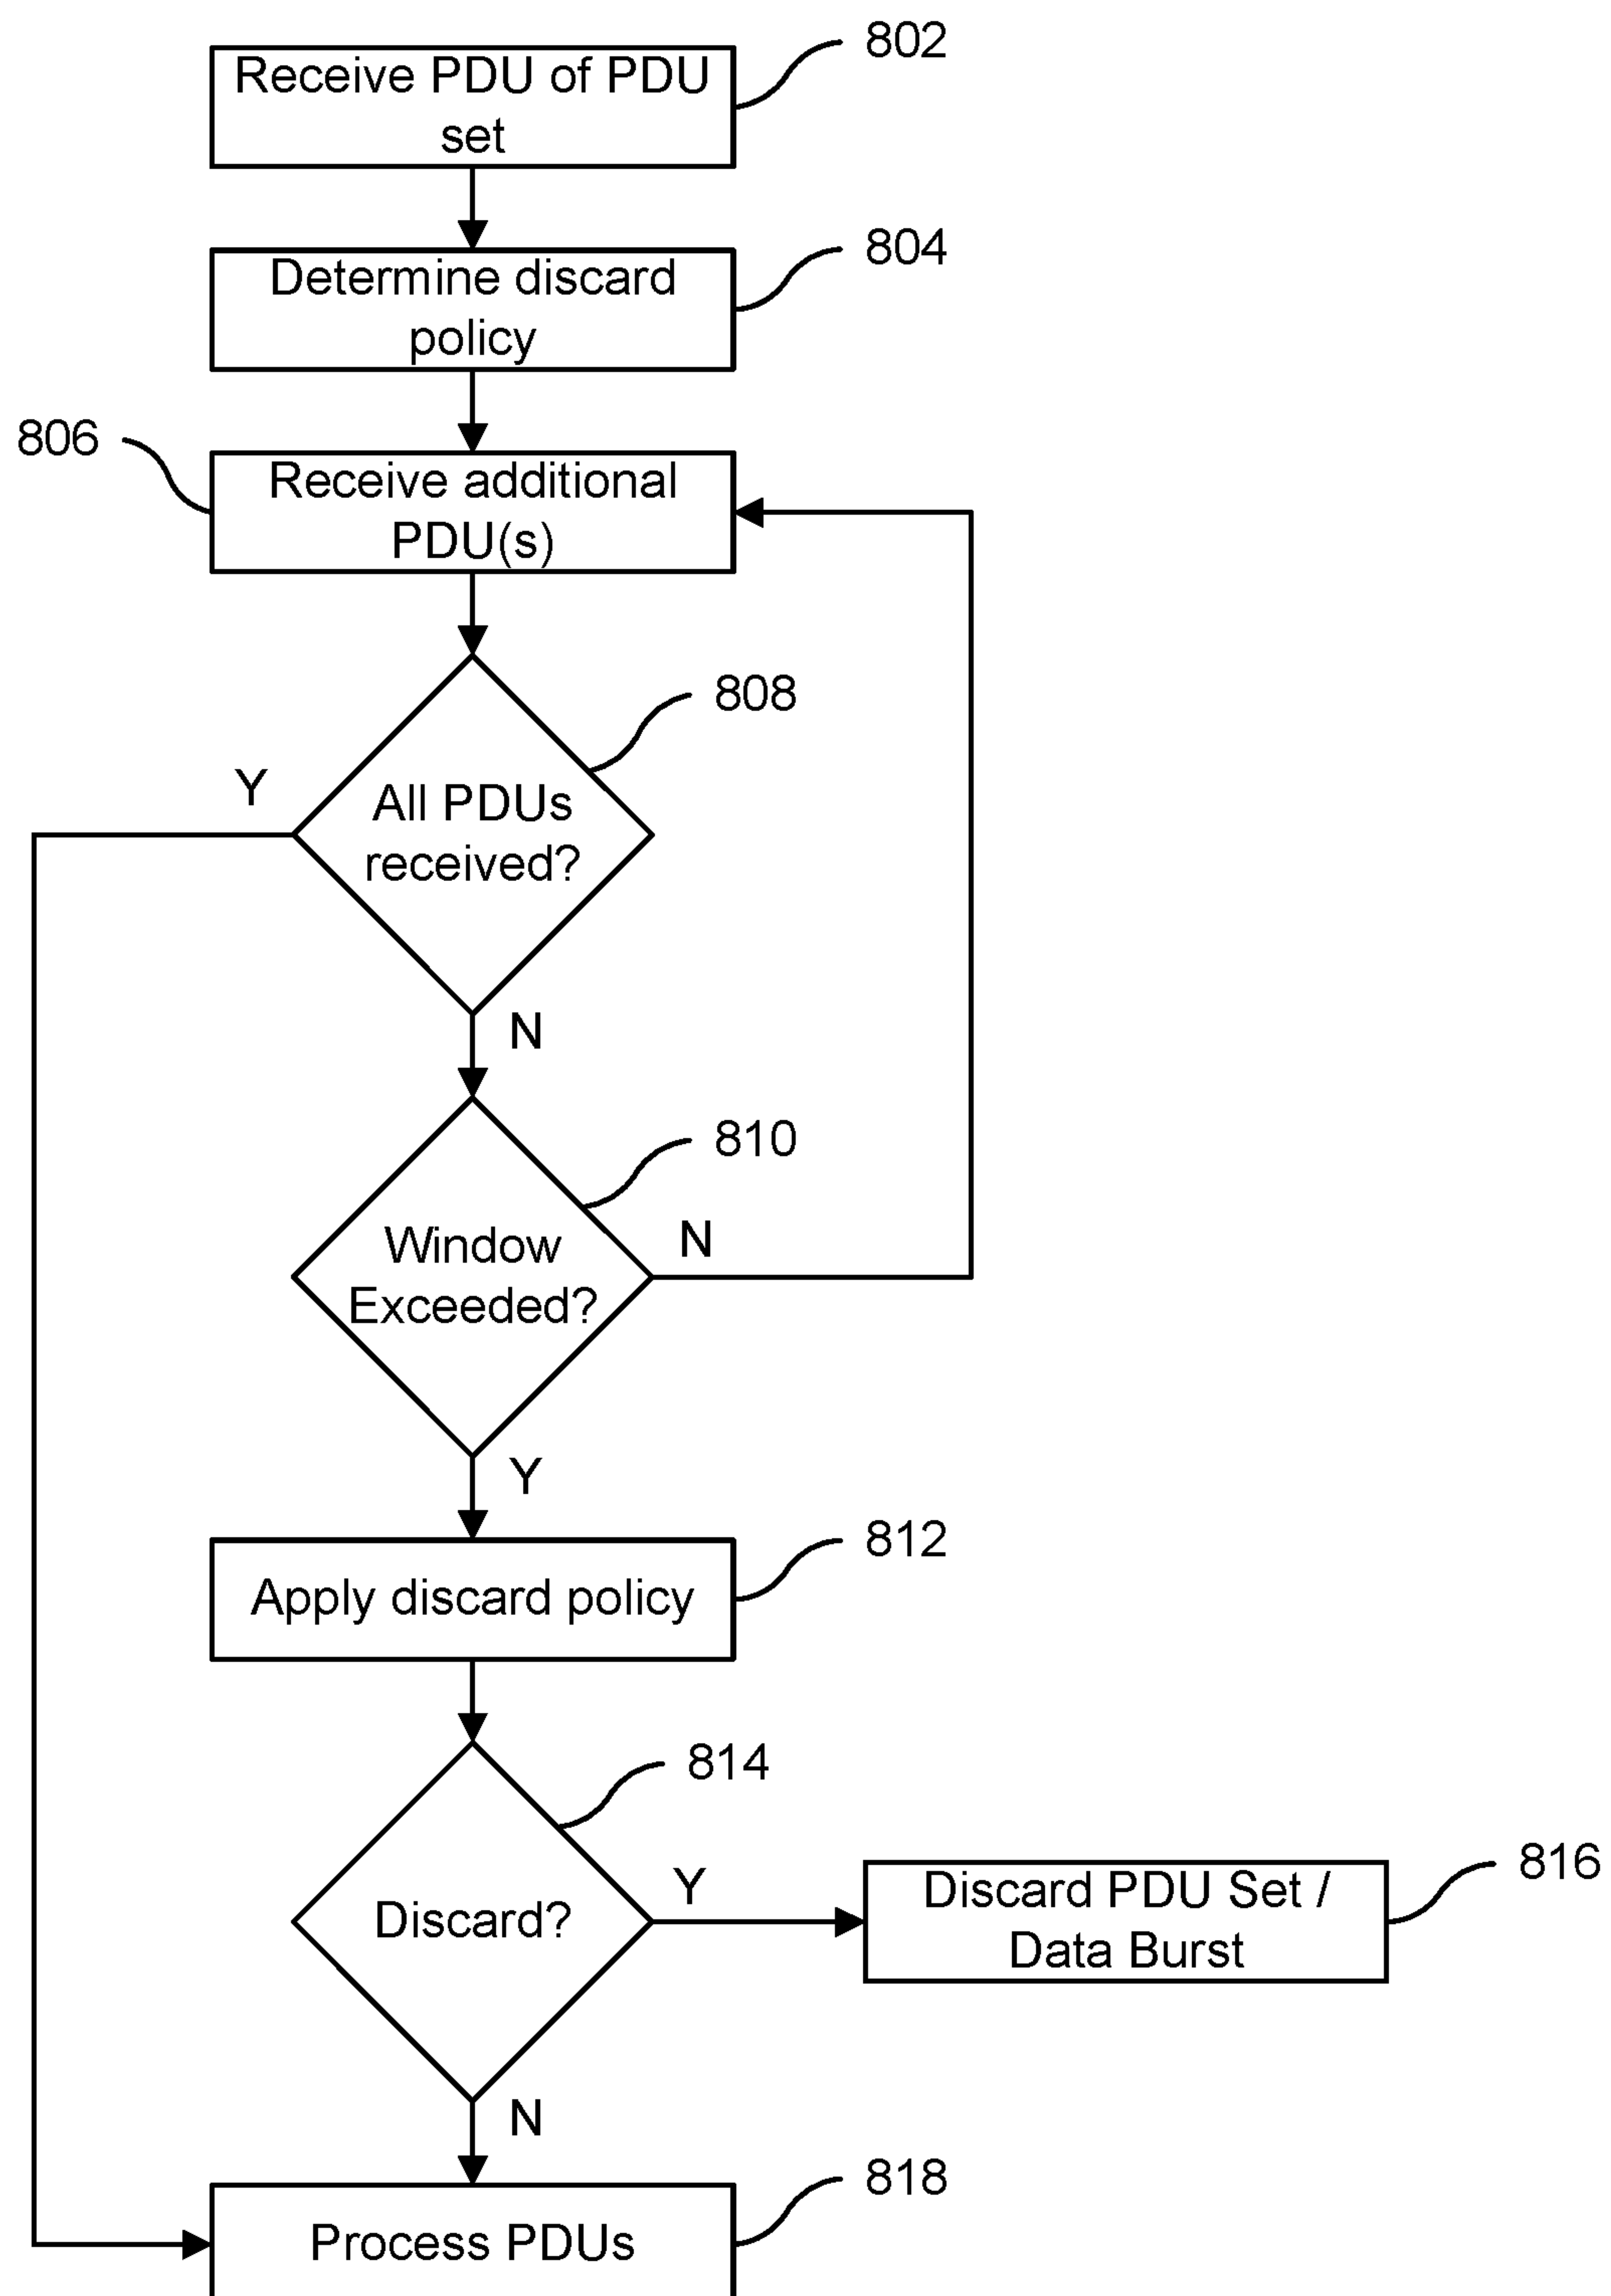 802
Receive PDU of PDU
set
804
Determine discard
policy
806
Receive additional
PDU(s)
808
Y
All PDUs
received?
N
810
N
Window
Exceeded?
Y
812
Apply discard policy
814
816
Y
Discard PDU Set /
Data Burst
Discard?
N
818
Process PDUs